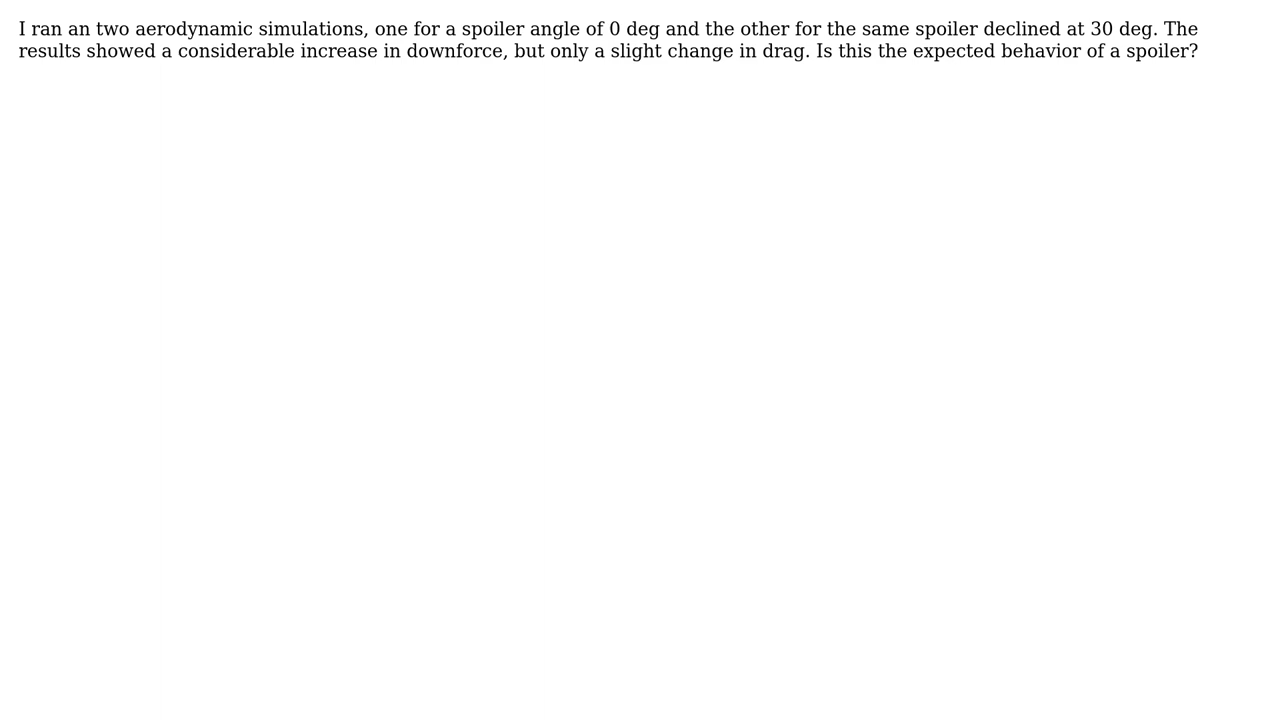 I ran an two aerodynamic simulations, one for a spoiler angle of 0 deg and the other for the same spoiler declined at 30 deg. The
results showed a considerable increase in downforce, but only a slight change in drag. Is this the expected behavior of a spoiler?